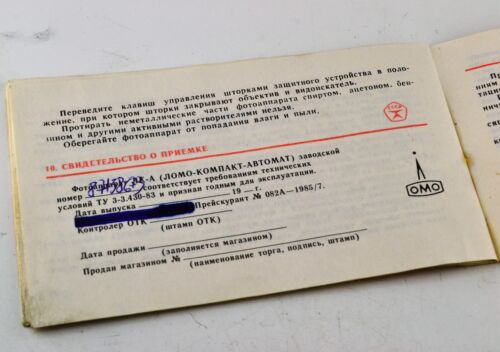 Переведите клавиш управления шторками защитного устройства в поло-
жение, при котором шторки закрывают объектив и видоискатель.
Протирать неметаллические части фотоаппарата спиртом, ацетоном, бен-
зином и другими активными растворителями нельзя.
Оберегайте фотоаппарат от попадания влаги и пыли.
10. СВИДЕТЕЛЬСТВО О ПРИЕМКЕ
(ЛОМО-КОМПАКТ-АВТОМАТ) заводской
номер соответствует требованиям технических
условий ТУ 3-3.430-83 и признан годным для эксплуатации.
Дата выпуска 19 — г.
Прейскурант № 082А—1985/7.
Контролер ОТК
(штамп ОТК)
Дата продажи
(заполняется магазином)
Продан магазином №
(наименование торга, подпись, штамп)
ЛОМО